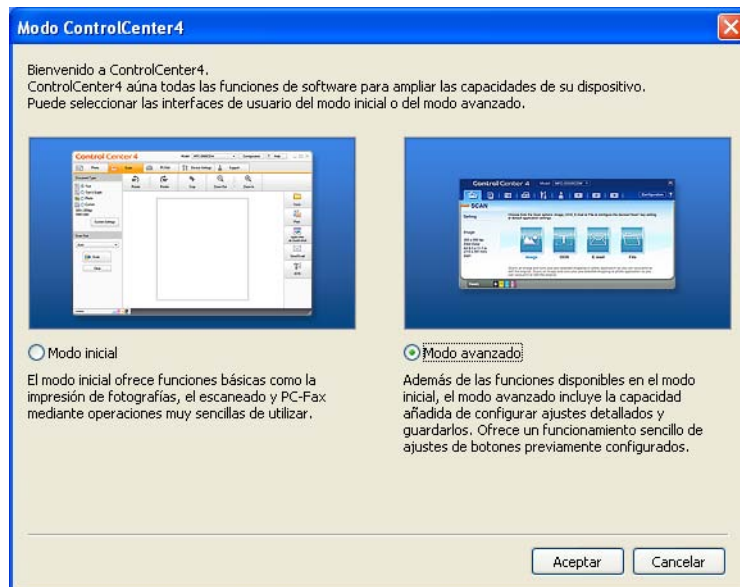 Modo ControlCenter4
Bienvenido a ControlCenter4.
ControlCenter4 aúna todas las funciones de software para ampliar las capacidades de su dispositivo.
Puede seleccionar las interfaces de usuario del modo inicial o del modo avanzado.
Control Center 4
Control Center 4
SCAN
Modo inicial
Modo avanzado
El modo inicial ofrece funciones básicas como la
impresión de fotografías, el escaneado y PC-Fax
mediante operaciones muy sencillas de utilizar.
Además de las funciones disponibles en el modo
inicial, el modo avanzado incluye la capacidad
añadida de configurar ajustes detallados y
guardarlos. Ofrece un funcionamiento sencillo de
ajustes de botones previamente configurados.
Aceptar
Cancelar